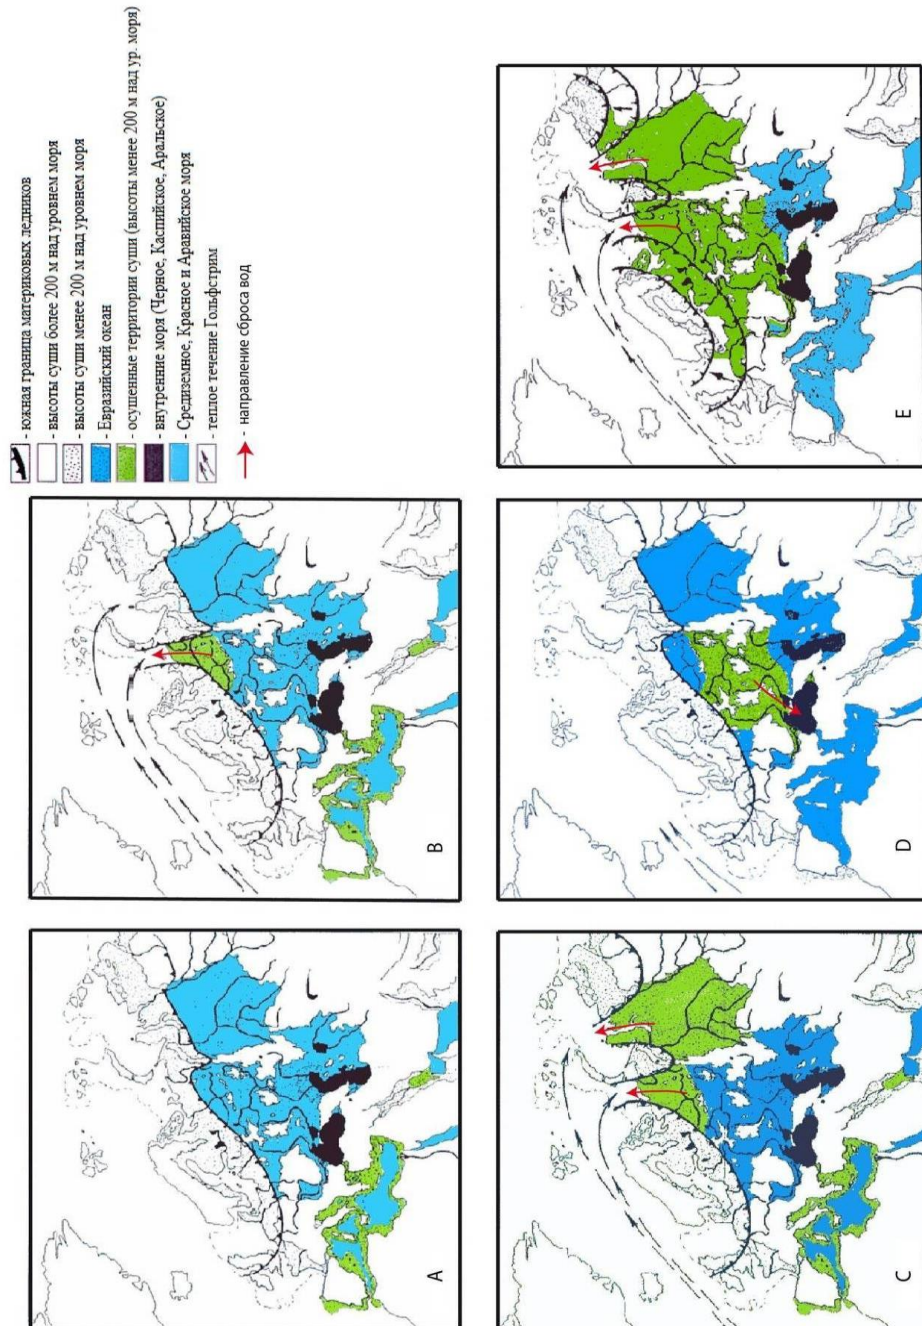 - южная граница материковых ледников
- высоты суши более 200 м над уровнем моря
- высоты суши менее 200 м над уровнем моря
- Евразийский океан
- осушенные территории суши (высоты менее 200 м над ур. моря)
- внутренние моря (Черное, Каспийское, Аральское)
- Средиземное, Красное и Аравийское моря
- теплое течение Гольфстрим
- направление сброса вод
A
B
C
D
E